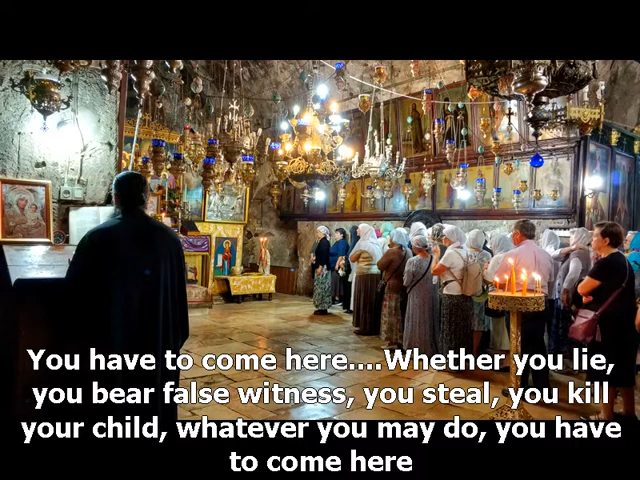 You have to come here....Whether you lie,
you bear false witness, you steal, you kill
your child, whatever you may do, you have
to come here